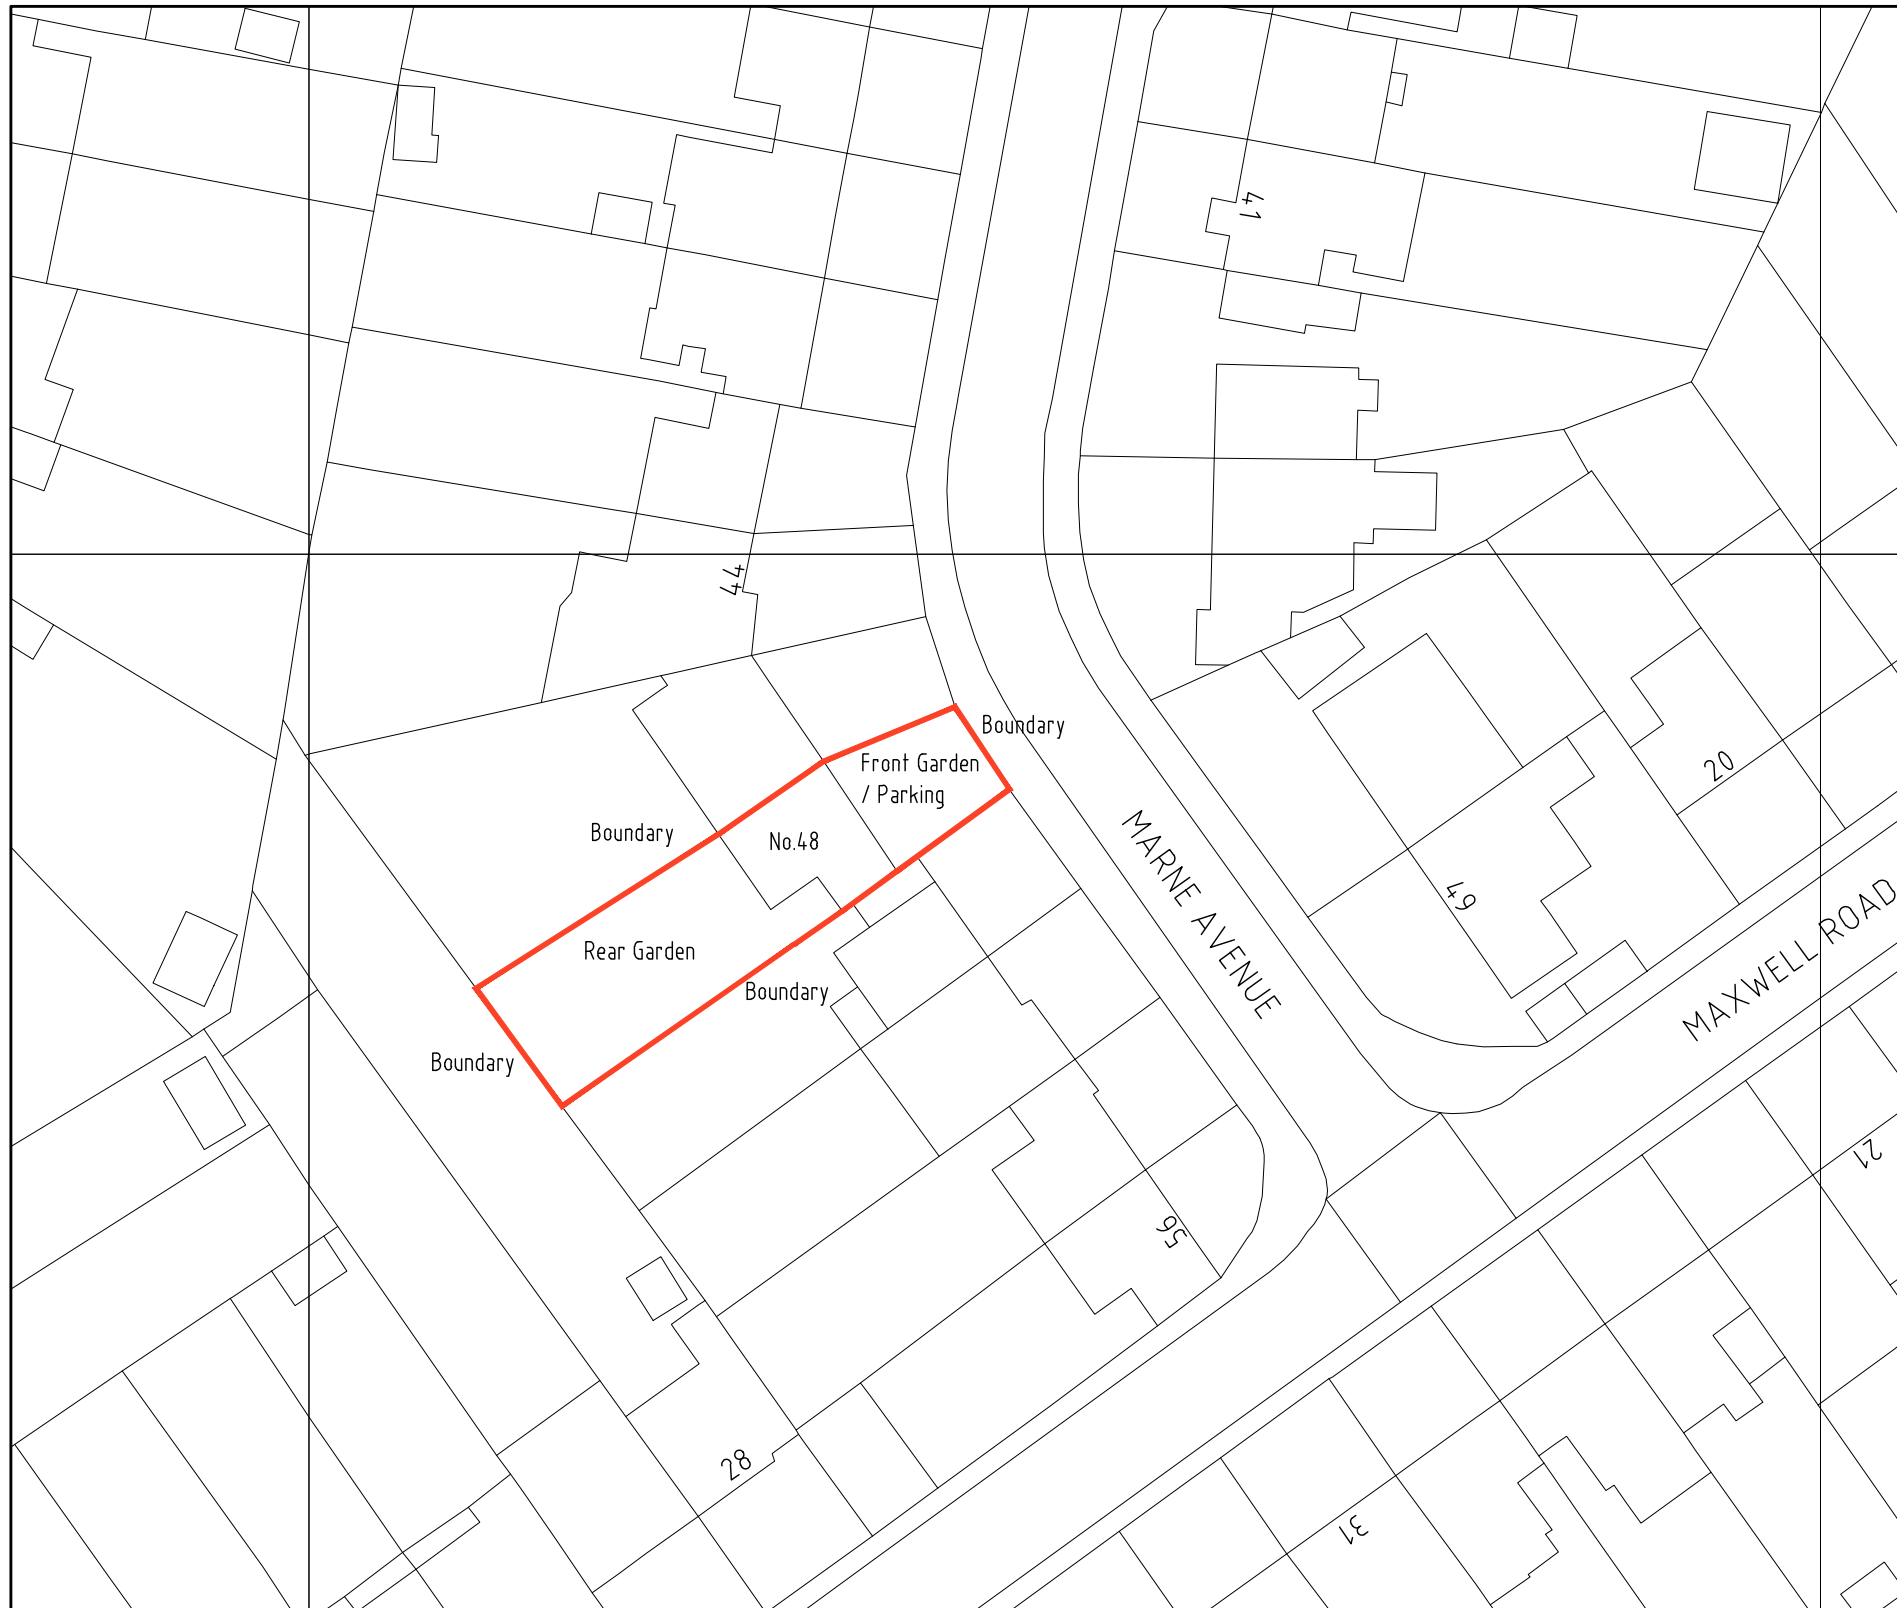 41
44
Boundary
Front Garden
/ Parking
Boundary
No.48
20
MARNE AVENUE
49
MAXWELL ROAD
Rear Garden
Boundary
Boundary
21
56
28
31